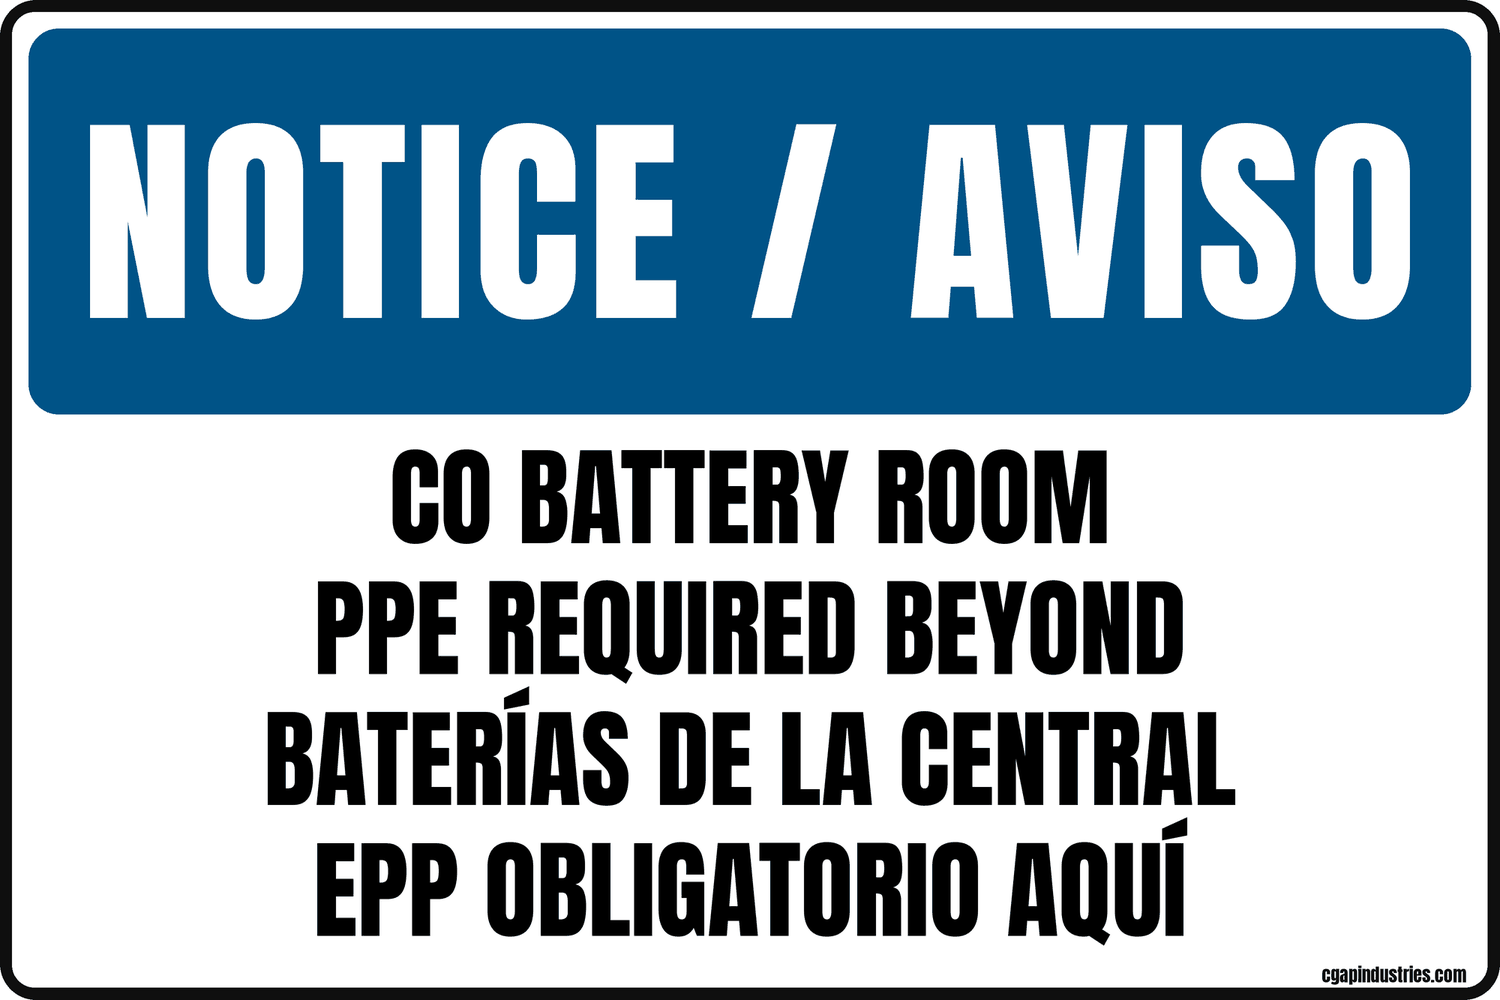 NOTICE / AVISO
CO BATTERY ROOM
PPE REQUIRED BEYOND
BATERÍAS DE LA CENTRAL
EPP OBLIGATORIO AQUÍ
cgapindustries.com